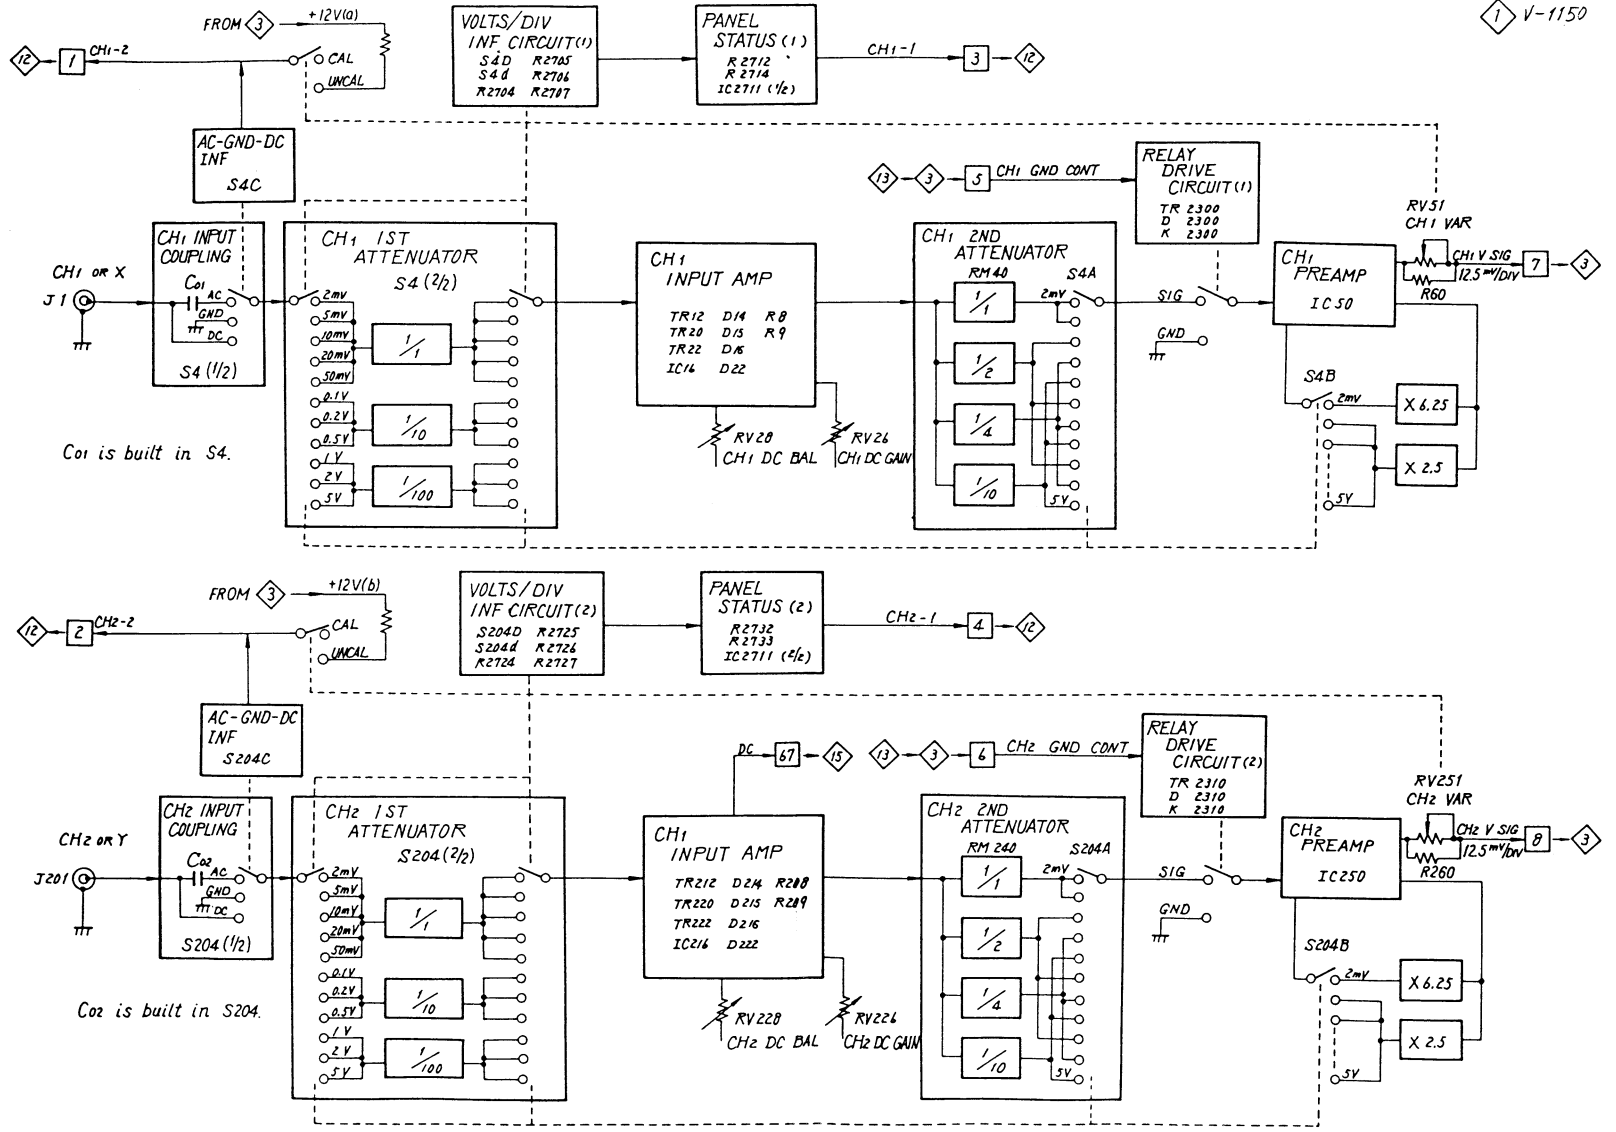 1 V-1150
FROM 3 +12V(a)
12 1 CH1-2
CAL
UNCAL
VOLTS/DIV
INF. CIRCUIT(1)
S4D R2705
S4d R2706
R2704 R2707
PANEL
STATUS (1)
R2712
R2714
IC2711 (1/2)
CH1-1 3 12
AC-GND-DC
INF
S4C
13 3 5 CH1 GND CONT
RELAY
DRIVE
CIRCUIT(1)
TR 2300
D 2300
K 2300
RV51
CH1 VAR
CH1 OR X
J1
CH1 INPUT
COUPLING
C01 AC
GND
DC
S4 (1/2)
CH1 1ST
ATTENUATOR
S4 (2/2)
2mV
5mV
10mV
20mV
50mV
0.1V
0.2V
0.5V
1V
2V
5V
1/1
1/10
1/100
CH1
INPUT AMP
TR12 D14 R8
TR20 D15 R9
TR22 D16
IC16 D22
RV28
CH1 DC BAL
RV26
CH1 DC GAIN
CH1 2ND
ATTENUATOR
RM40 S4A
1/1 2mV
1/2
1/4
1/10 5V
SIG
GND
CH1
PREAMP
IC50
CH1 V SIG
12.5mV/DIV
7 3
R60
S4B
2mV
X 6.25
X 2.5
5V
C01 is built in S4.
FROM 3 +12V(b)
12 2 CH2-2
CAL
UNCAL
VOLTS/DIV
INF CIRCUIT(2)
S204D R2725
S204d R2726
R2724 R2727
PANEL
STATUS (2)
R2732
R2733
IC2711 (2/2)
CH2-1 4 12
AC-GND-DC
INF
S204C
DC 67 15
13 3 6 CH2 GND CONT
RELAY
DRIVE
CIRCUIT(2)
TR 2310
D 2310
K 2310
RV251
CH2 VAR
CH2 OR Y
J201
CH2 INPUT
COUPLING
C02 AC
GND
DC
S204 (1/2)
CH2 1ST
ATTENUATOR
S204 (2/2)
2mV
5mV
10mV
20mV
50mV
0.1V
0.2V
0.5V
1V
2V
5V
1/1
1/10
1/100
CH1
INPUT AMP
TR212 D214 R208
TR220 D215 R209
TR222 D216
IC216 D222
RV228
CH2 DC BAL
RV226
CH2 DC GAIN
CH2 2ND
ATTENUATOR
RM 240 S204A
1/1 2mV
1/2
1/4
1/10 5V
SIG
GND
CH2
PREAMP
IC250
CH2 V SIG
12.5mV/DIV
8 3
R260
S204B
2mV
X 6.25
X 2.5
5V
C02 is built in S204.